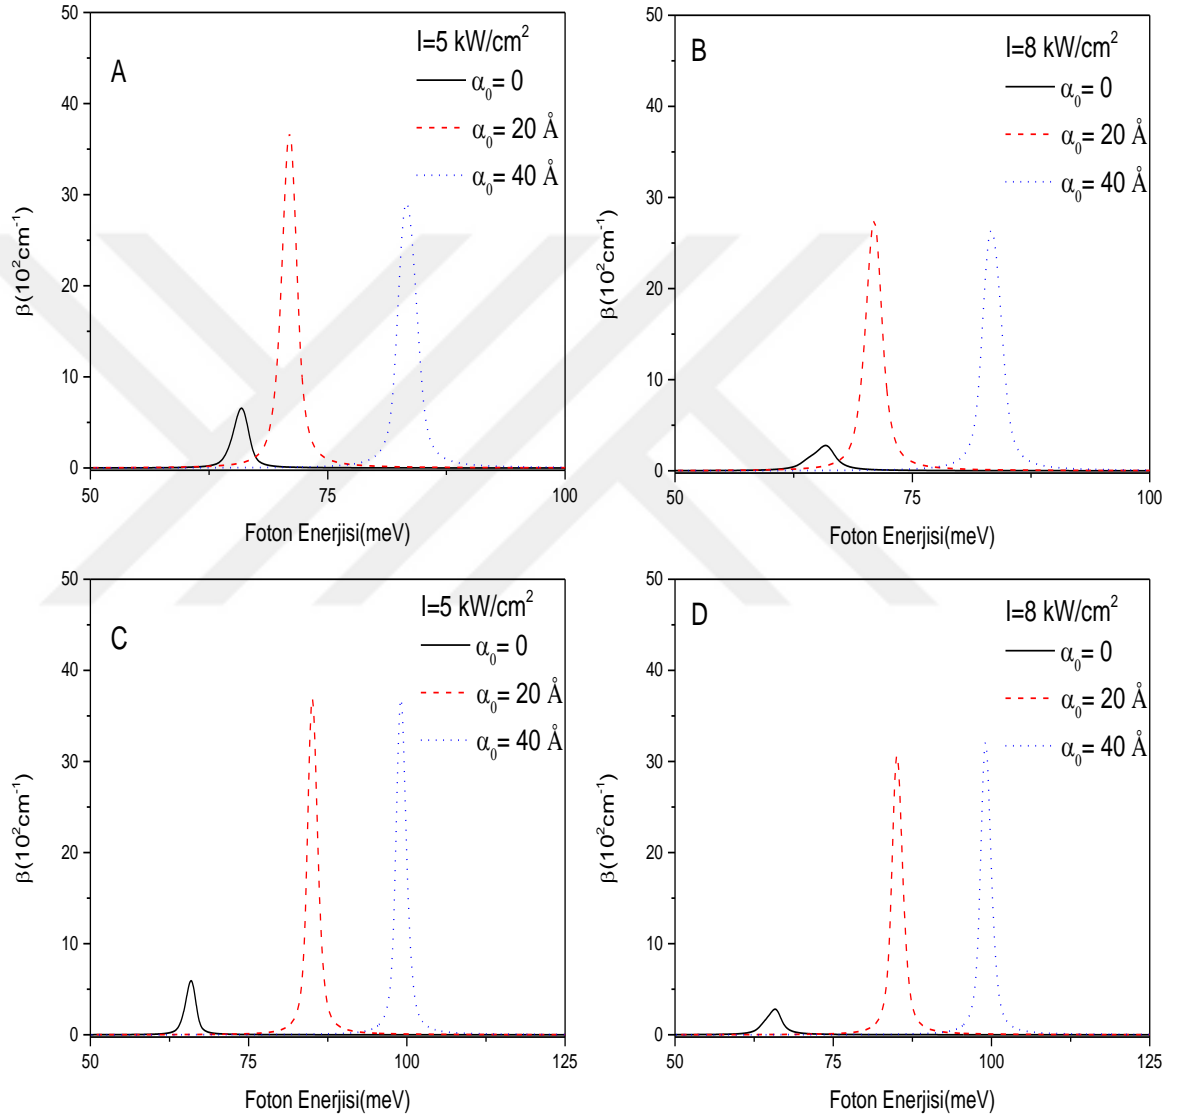 50
40
30
20
10
0
β(10²cm⁻¹)
A
I=5 kW/cm²
α₀= 0
α₀= 20 Å
α₀= 40 Å
50 75 100
Foton Enerjisi(meV)
50
40
30
20
10
0
β(10²cm⁻¹)
B
I=8 kW/cm²
α₀= 0
α₀= 20 Å
α₀= 40 Å
50 75 100
Foton Enerjisi(meV)
50
40
30
20
10
0
β(10²cm⁻¹)
C
I=5 kW/cm²
α₀= 0
α₀= 20 Å
α₀= 40 Å
50 75 100 125
Foton Enerjisi(meV)
50
40
30
20
10
0
β(10²cm⁻¹)
D
I=8 kW/cm²
α₀= 0
α₀= 20 Å
α₀= 40 Å
50 75 100 125
Foton Enerjisi(meV)